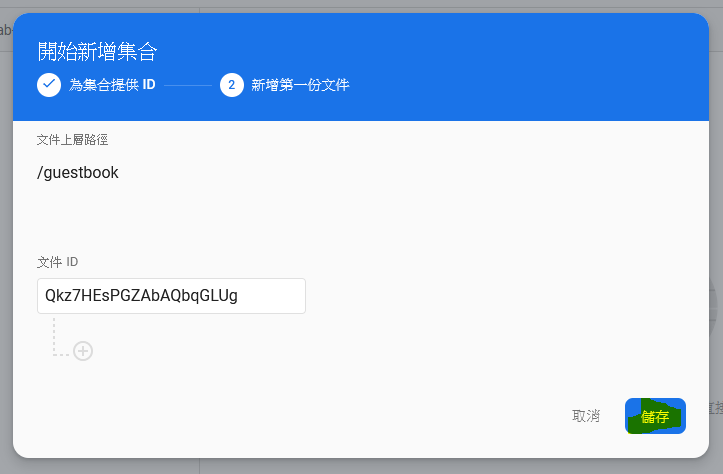 開始新增集合
為集合提供 ID
2 新增第一份文件
文件上層路徑
/guestbook
文件 ID
Qkz7HEsPGZAbAQbqGLUg
取消 儲存